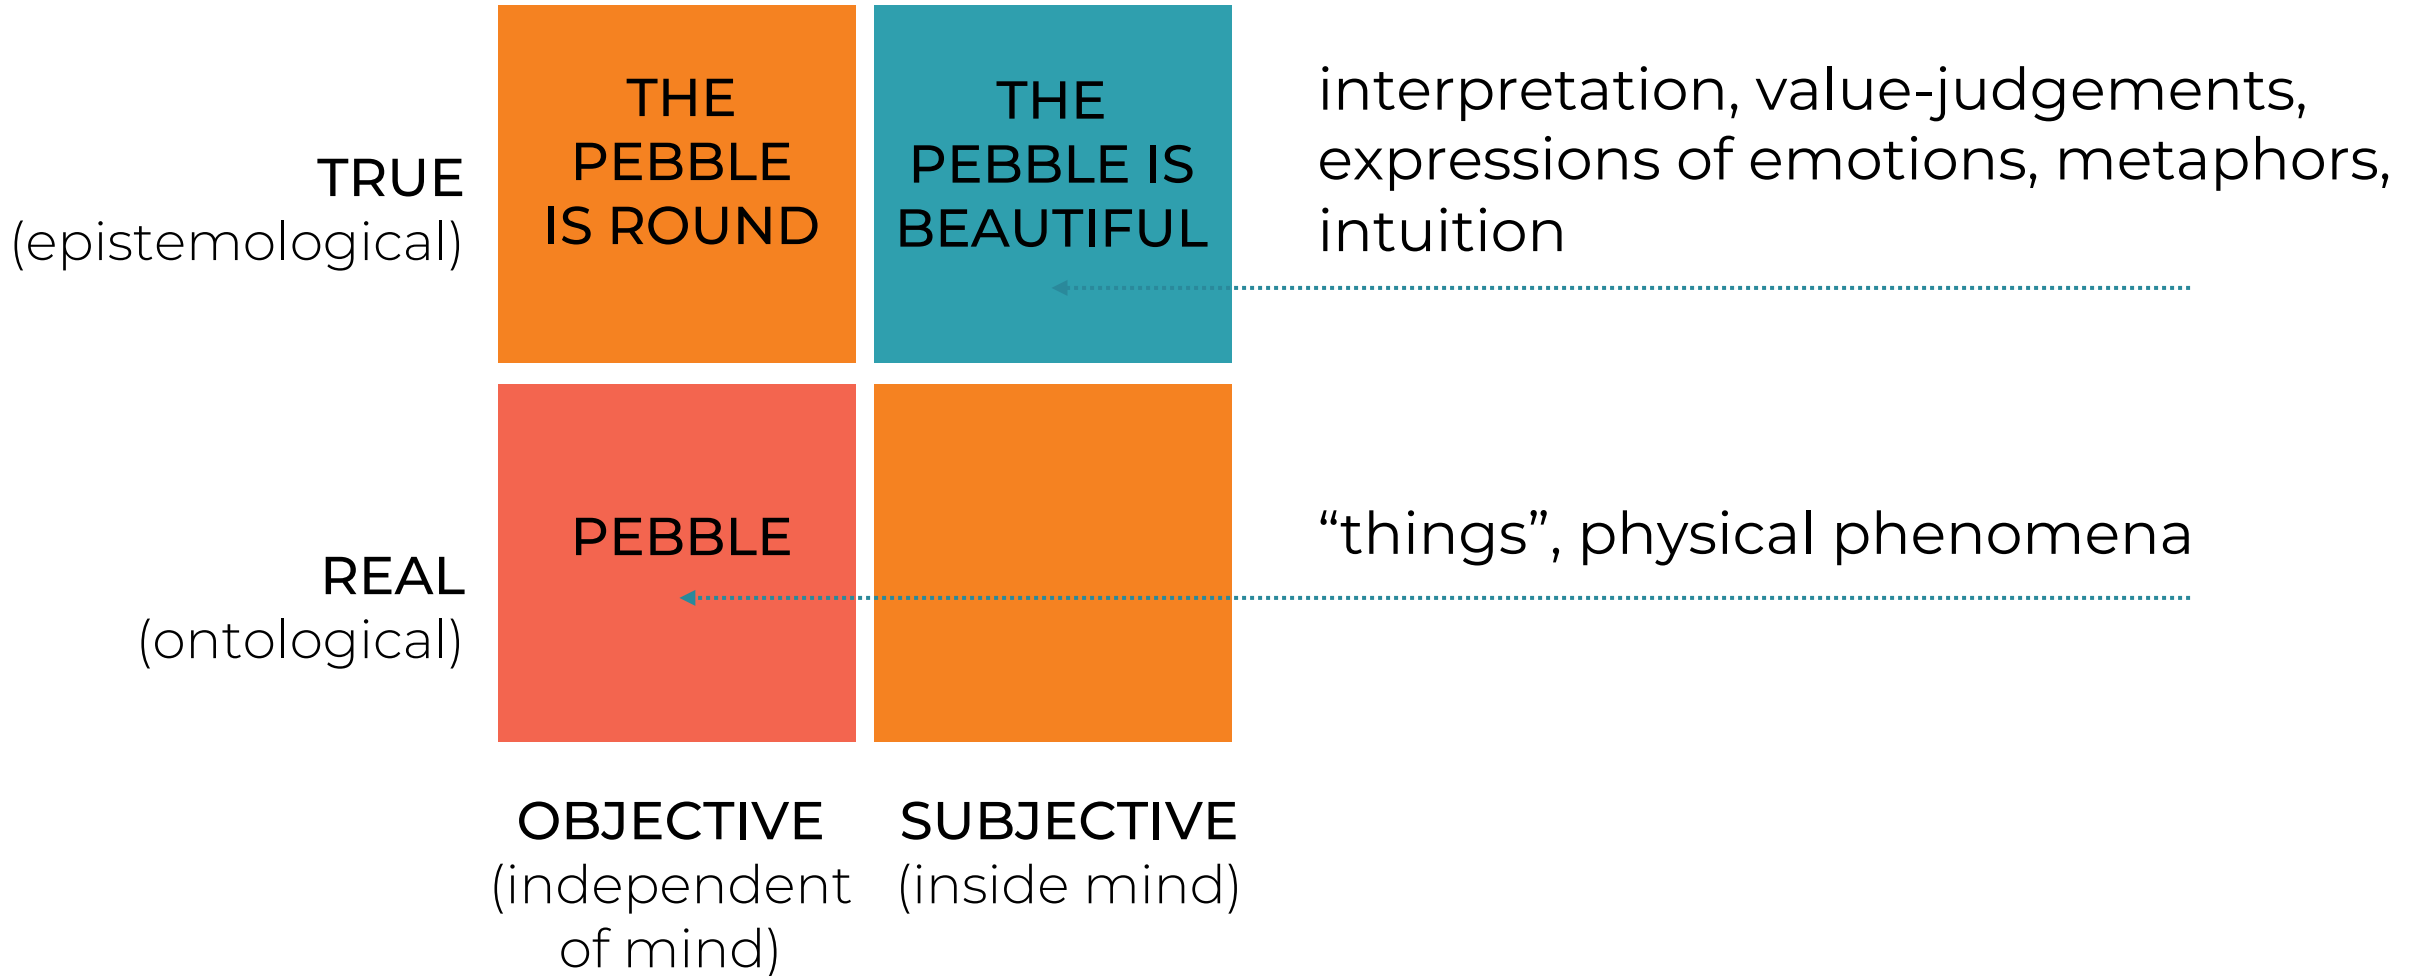 TRUE
(epistemological)
THE
PEBBLE
IS ROUND
THE
PEBBLE IS
BEAUTIFUL
interpretation, value-judgements,
expressions of emotions, metaphors,
intuition
REAL
(ontological)
PEBBLE
“things”, physical phenomena
OBJECTIVE
(independent
of mind)
SUBJECTIVE
(inside mind)